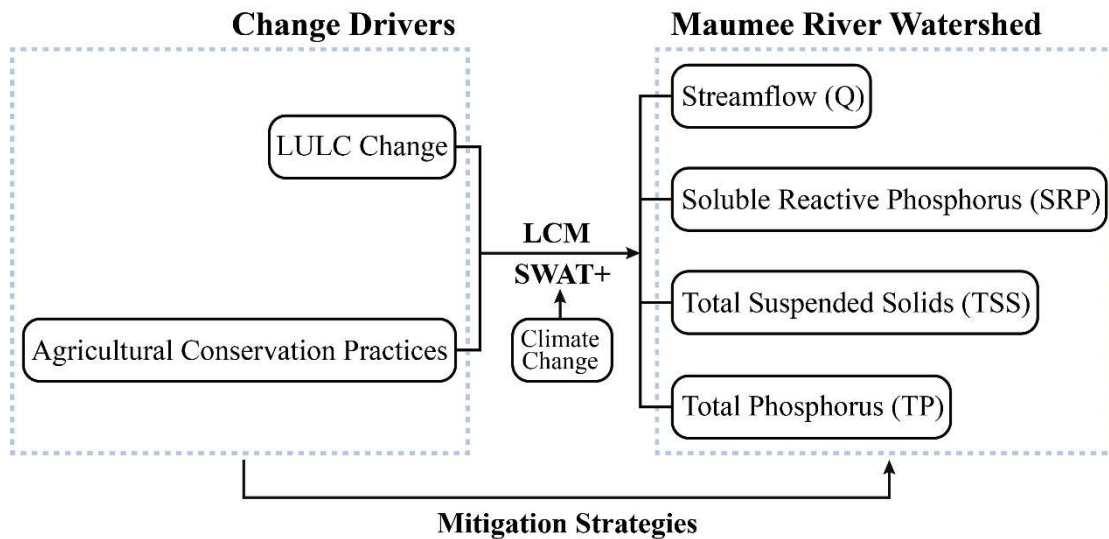 Change Drivers
Maumee River Watershed
LULC Change
Agricultural Conservation Practices
LCM
SWAT+
Climate
Change
Streamflow (Q)
Soluble Reactive Phosphorus (SRP)
Total Suspended Solids (TSS)
Total Phosphorus (TP)
Mitigation Strategies